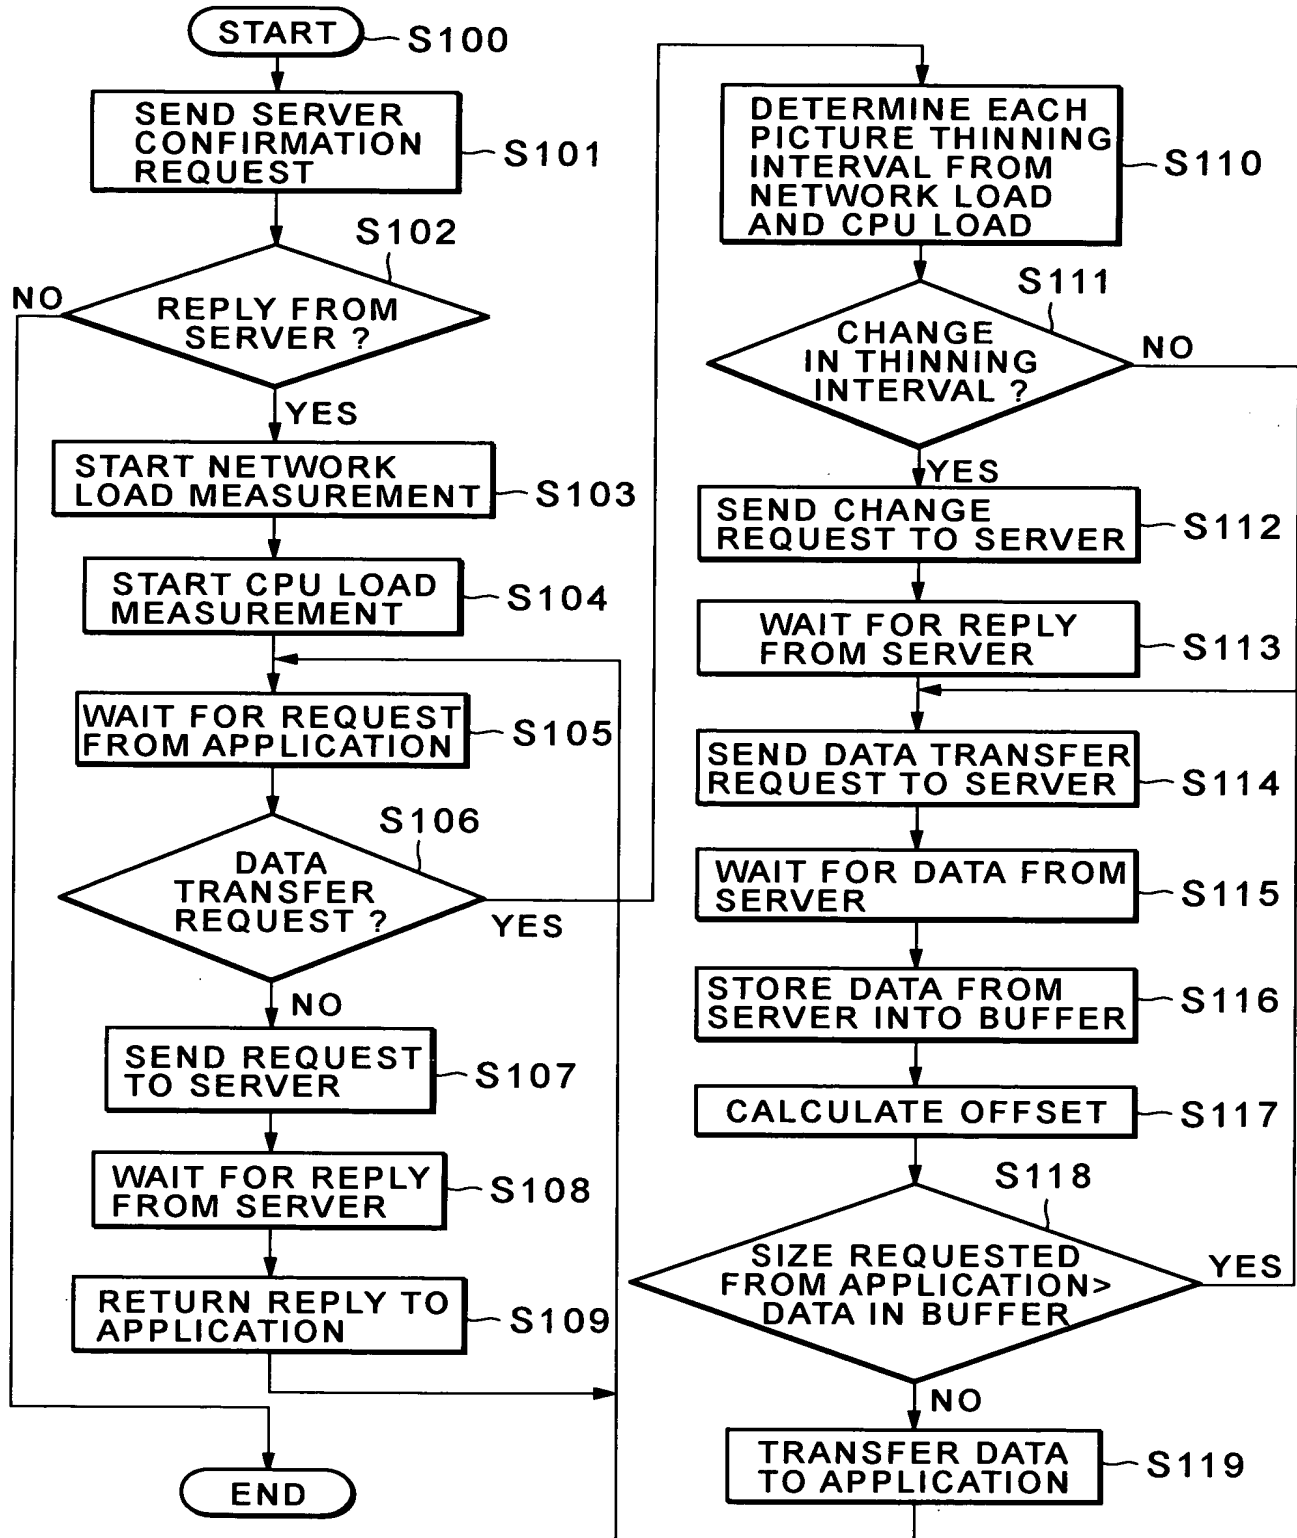 START
S100
SEND SERVER
CONFIRMATION
REQUEST
S101
S102
NO
REPLY FROM
SERVER ?
YES
START NETWORK
LOAD MEASUREMENT
S103
START CPU LOAD
MEASUREMENT
S104
WAIT FOR REQUEST
FROM APPLICATION
S105
S106
DATA
TRANSFER
REQUEST ?
YES
NO
SEND REQUEST
TO SERVER
S107
WAIT FOR REPLY
FROM SERVER
S108
RETURN REPLY TO
APPLICATION
S109
END
DETERMINE EACH
PICTURE THINNING
INTERVAL FROM
NETWORK LOAD
AND CPU LOAD
S110
S111
CHANGE
IN THINNING
INTERVAL ?
NO
YES
SEND CHANGE
REQUEST TO SERVER
S112
WAIT FOR REPLY
FROM SERVER
S113
SEND DATA TRANSFER
REQUEST TO SERVER
S114
WAIT FOR DATA FROM
SERVER
S115
STORE DATA FROM
SERVER INTO BUFFER
S116
CALCULATE OFFSET
S117
S118
SIZE REQUESTED
FROM APPLICATION>
DATA IN BUFFER
YES
NO
TRANSFER DATA
TO APPLICATION
S119